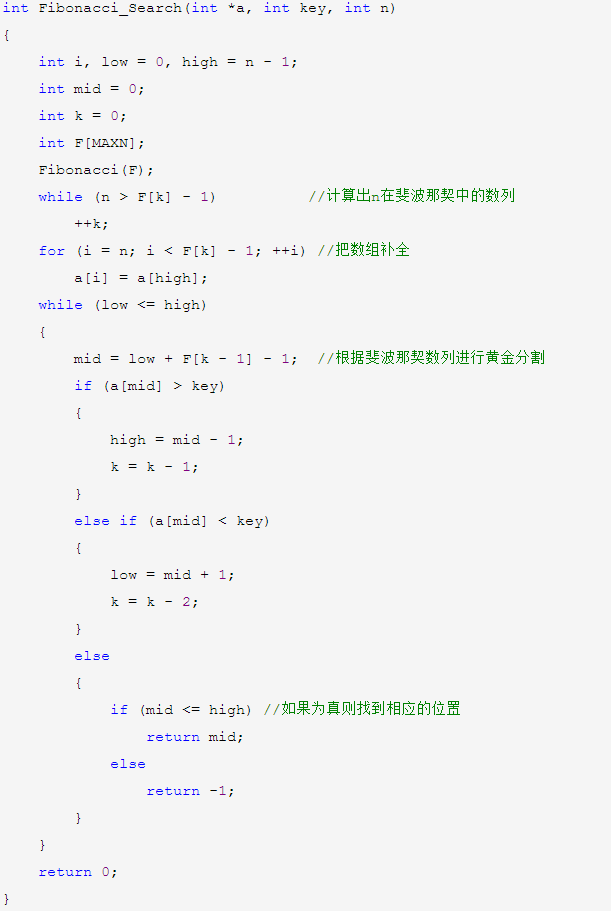 int Fibonacci_Search(int *a, int key, int n)
{
    int i, low = 0, high = n - 1;
    int mid = 0;
    int k = 0;
    int F[MAXN];
    Fibonacci(F);
    while (n > F[k] - 1)          //计算出n在斐波那契中的数列
        ++k;
    for (i = n; i < F[k] - 1; ++i) //把数组补全
        a[i] = a[high];
    while (low <= high)
    {
        mid = low + F[k - 1] - 1;  //根据斐波那契数列进行黄金分割
        if (a[mid] > key)
        {
            high = mid - 1;
            k = k - 1;
        }
        else if (a[mid] < key)
        {
            low = mid + 1;
            k = k - 2;
        }
        else
        {
            if (mid <= high) //如果为真则找到相应的位置
                return mid;
            else
                return -1;
        }
    }
    return 0;
}